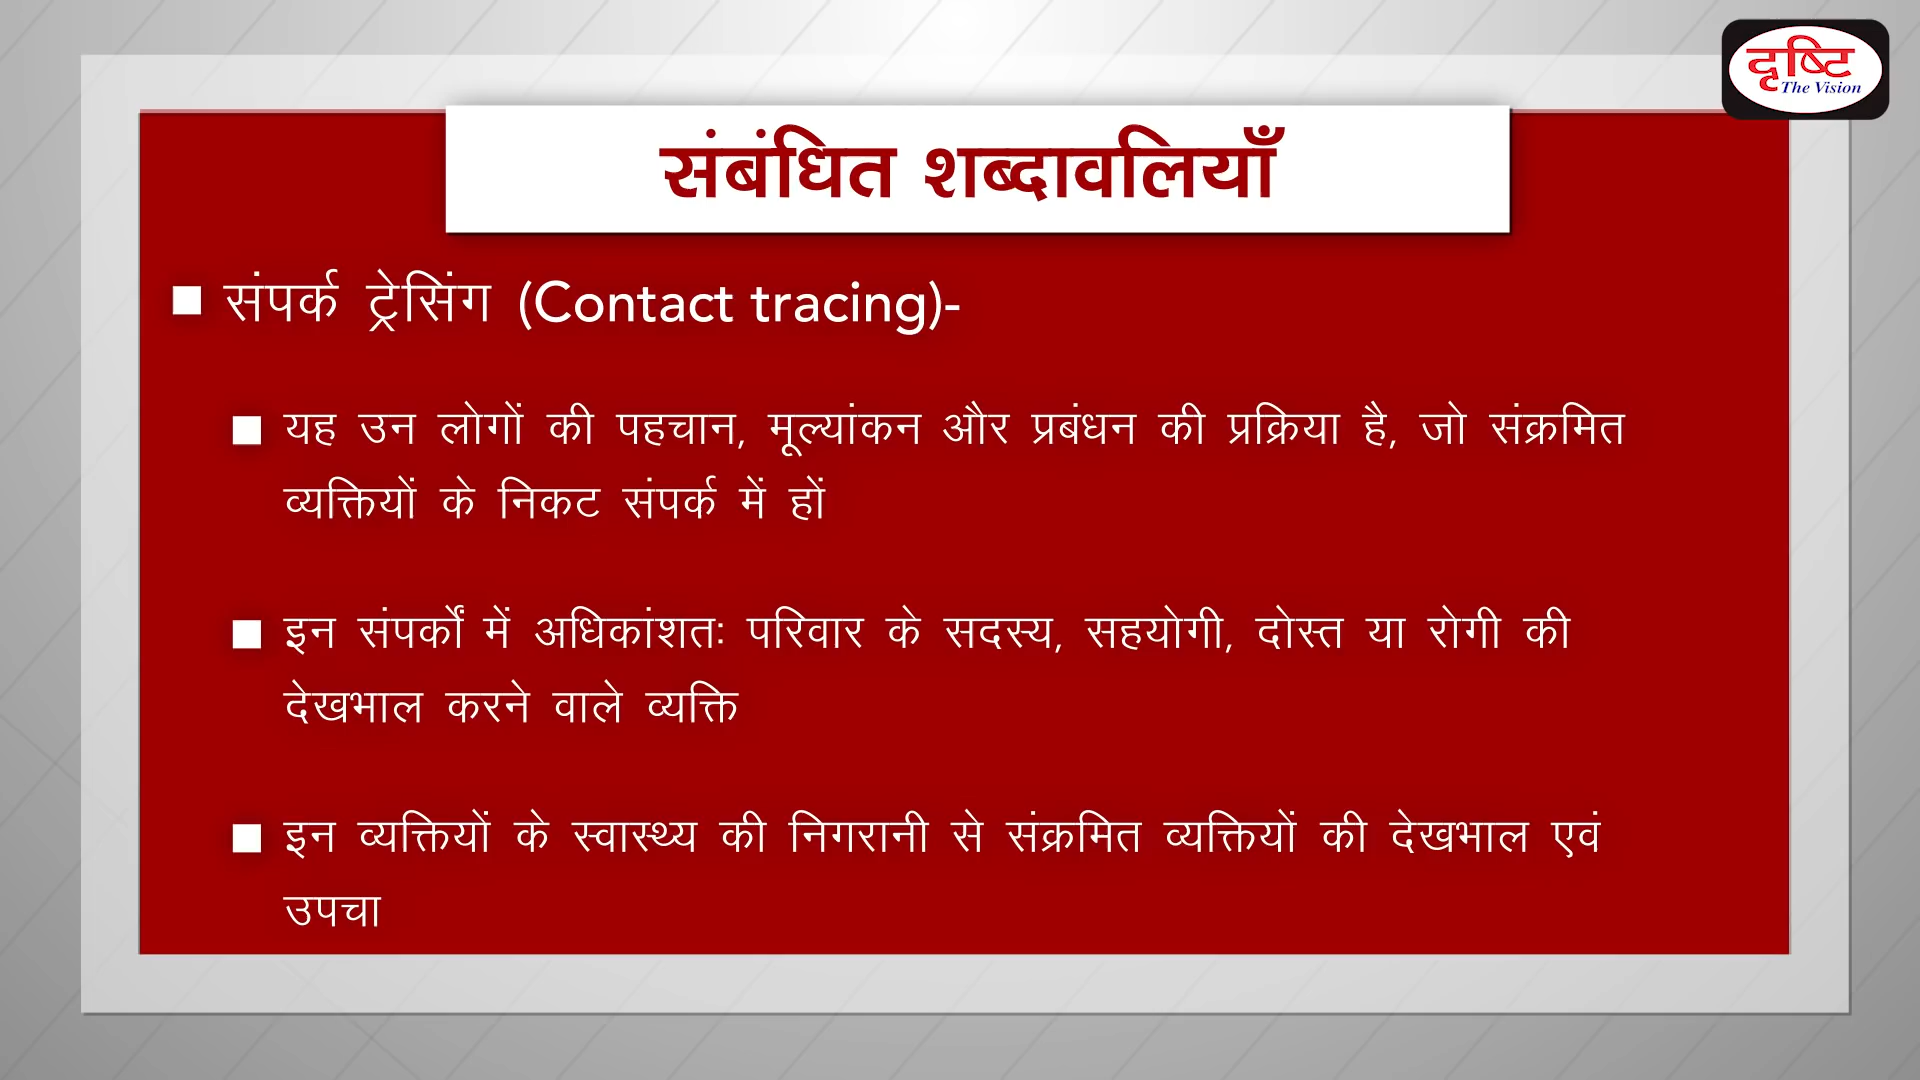 दृष्टि
The Vision
संबंधित शब्दावलियाँ
संपर्क ट्रेसिंग (Contact tracing)-
यह उन लोगों की पहचान, मूल्यांकन और प्रबंधन की प्रक्रिया है, जो संक्रमित
व्यक्तियों के निकट संपर्क में हों
इन संपर्कों में अधिकांशतः परिवार के सदस्य, सहयोगी, दोस्त या रोगी की
देखभाल करने वाले व्यक्ति
इन व्यक्तियों के स्वास्थ्य की निगरानी से संक्रमित व्यक्तियों की देखभाल एवं
उपचा